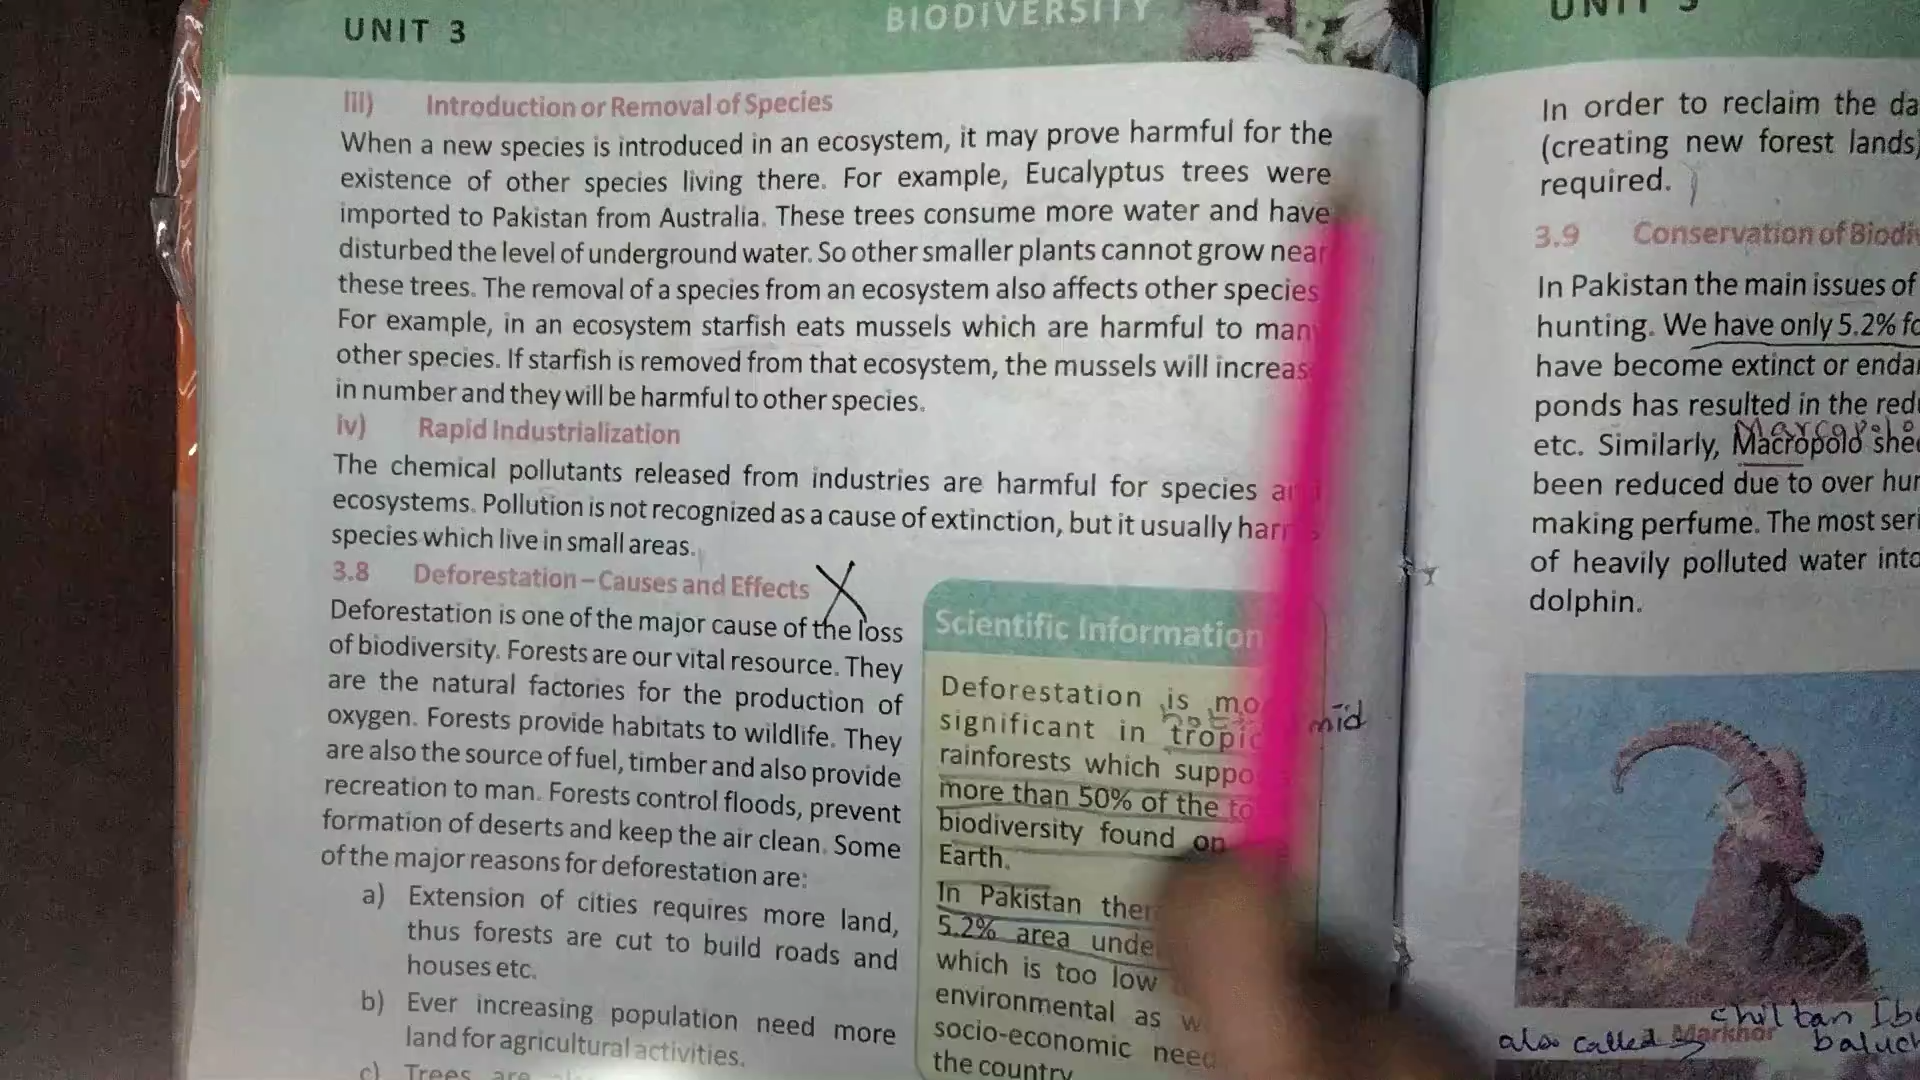 UNIT 3
BIODIVERSITY
iii) Introduction or Removal of Species
When a new species is introduced in an ecosystem, it may prove harmful for the
existence of other species living there. For example, Eucalyptus trees were
imported to Pakistan from Australia. These trees consume more water and have
disturbed the level of underground water. So other smaller plants cannot grow near
these trees. The removal of a species from an ecosystem also affects other species
For example, in an ecosystem starfish eats mussels which are harmful to man
other species. If starfish is removed from that ecosystem, the mussels will increas
in number and they will be harmful to other species.
iv) Rapid Industrialization
The chemical pollutants released from industries are harmful for species
ecosystems. Pollution is not recognized as a cause of extinction, but it usually har
species which live in small areas.
3.8 Deforestation – Causes and Effects
Deforestation is one of the major cause of the loss
of biodiversity. Forests are our vital resource. They
are the natural factories for the production of
oxygen. Forests provide habitats to wildlife. They
are also the source of fuel, timber and also provide
recreation to man. Forests control floods, prevent
formation of deserts and keep the air clean. Some
of the major reasons for deforestation are:
a) Extension of cities requires more land,
thus forests are cut to build roads and
houses etc.
b) Ever increasing population need more
land for agricultural activities.
c) Trees are
Scientific Information
Deforestation is mo
significant in tropic
mid
rainforests which suppo
more than 50% of the to
biodiversity found on
Earth.
In Pakistan ther
5.2% area unde
which is too low
environmental as w
socio-economic need
the country
UNIT 3
In order to reclaim the da
(creating new forest lands)
required.
3.9 Conservation of Biodiv
In Pakistan the main issues of
hunting. We have only 5.2% fo
have become extinct or endan
ponds has resulted in the redu
etc. Similarly, Macropolo shee
been reduced due to over hun
making perfume. The most seri
of heavily polluted water into
dolphin.
chiltan Ibe
also called Markhor baluch